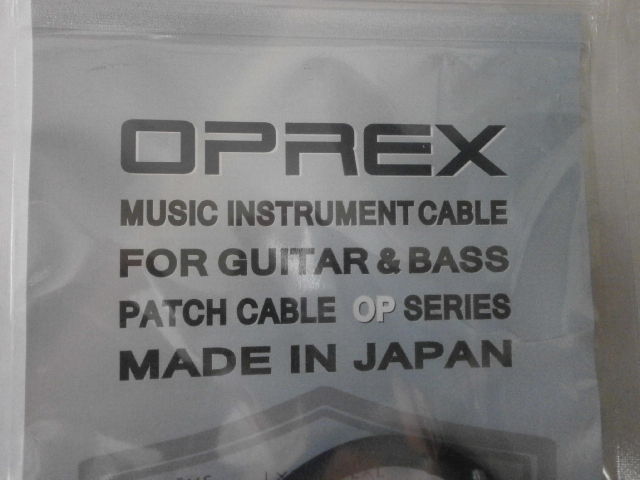 OPREX
MUSIC INSTRUMENT CABLE
FOR GUITAR & BASS
PATCH CABLE OP SERIES
MADE IN JAPAN